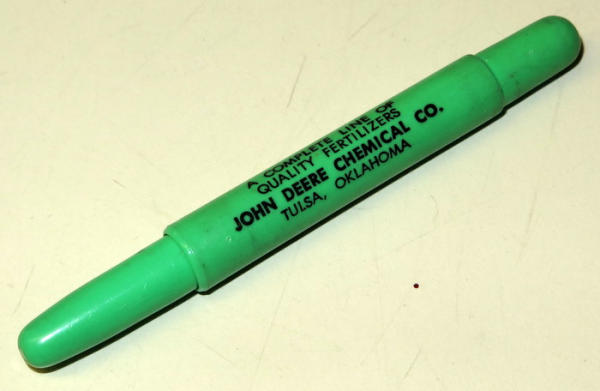 A COMPLETE LINE OF
QUALITY FERTILIZERS
JOHN DEERE CHEMICAL CO.
TULSA, OKLAHOMA